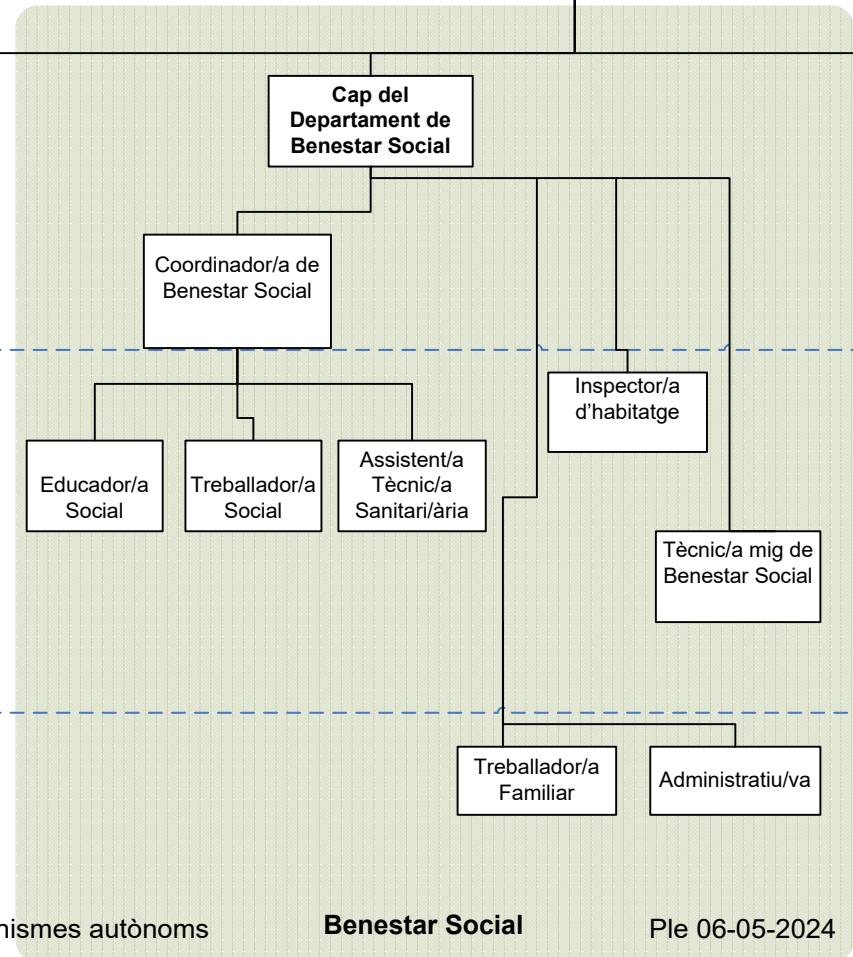 Cap del
Departament de
Benestar Social
Coordinador/a de
Benestar Social
Inspector/a
d’habitatge
Educador/a
Social
Treballador/a
Social
Assistent/a
Tècnic/a
Sanitari/ària
Tècnic/a mig de
Benestar Social
Treballador/a
Familiar
Administratiu/va
nismes autònoms
Benestar Social
Ple 06-05-2024